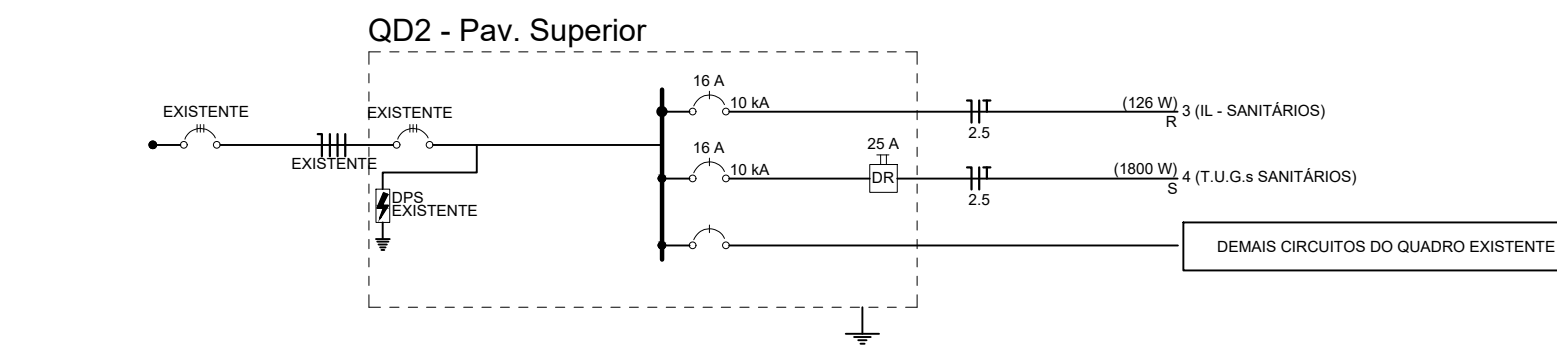 QD2 - Pav. Superior
EXISTENTE
EXISTENTE
EXISTENTE
DPS
EXISTENTE
16 A
10 kA
2.5
(126 W)
R
3 (IL - SANITÁRIOS)
16 A
10 kA
25 A
DR
2.5
(1800 W)
S
4 (T.U.G.s SANITÁRIOS)
DEMAIS CIRCUITOS DO QUADRO EXISTENTE